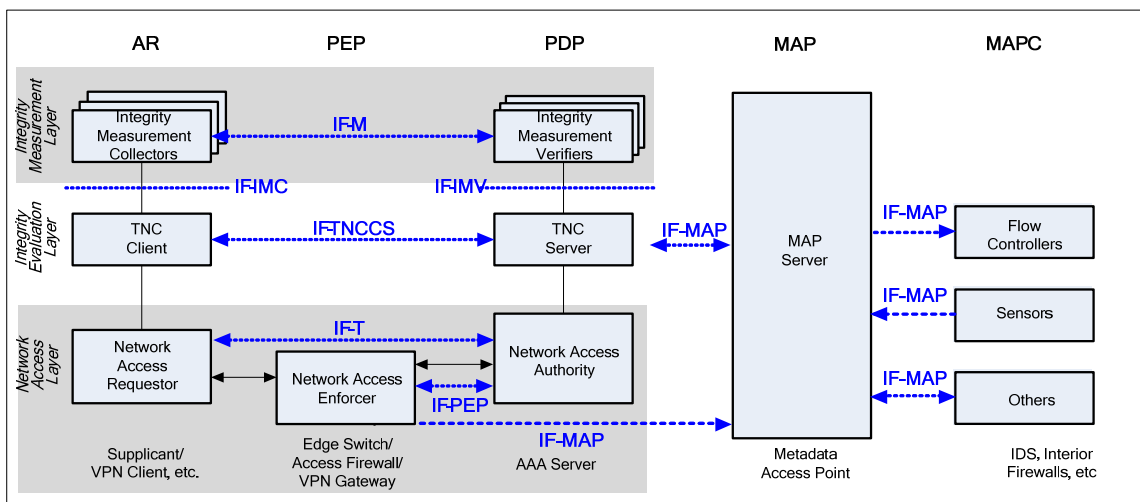 AR
PEP
PDP
MAP
MAPC
Integrity
Measurement
Layer
Integrity
Measurement
Collectors
IF-M
Integrity
Measurement
Verifiers
IF-IMC
IF-IMV
Integrity
Evaluation
Layer
TNC
Client
IF-TNCCS
TNC
Server
IF-MAP
MAP
Server
IF-MAP
Flow
Controllers
IF-MAP
Sensors
IF-MAP
Others
Network
Access
Layer
Network
Access
Requestor
IF-T
Network Access
Enforcer
IF-PEP
Network Access
Authority
IF-MAP
Supplicant/
VPN Client, etc.
Edge Switch/
Access Firewall/
VPN Gateway
AAA Server
Metadata
Access Point
IDS, Interior
Firewalls, etc